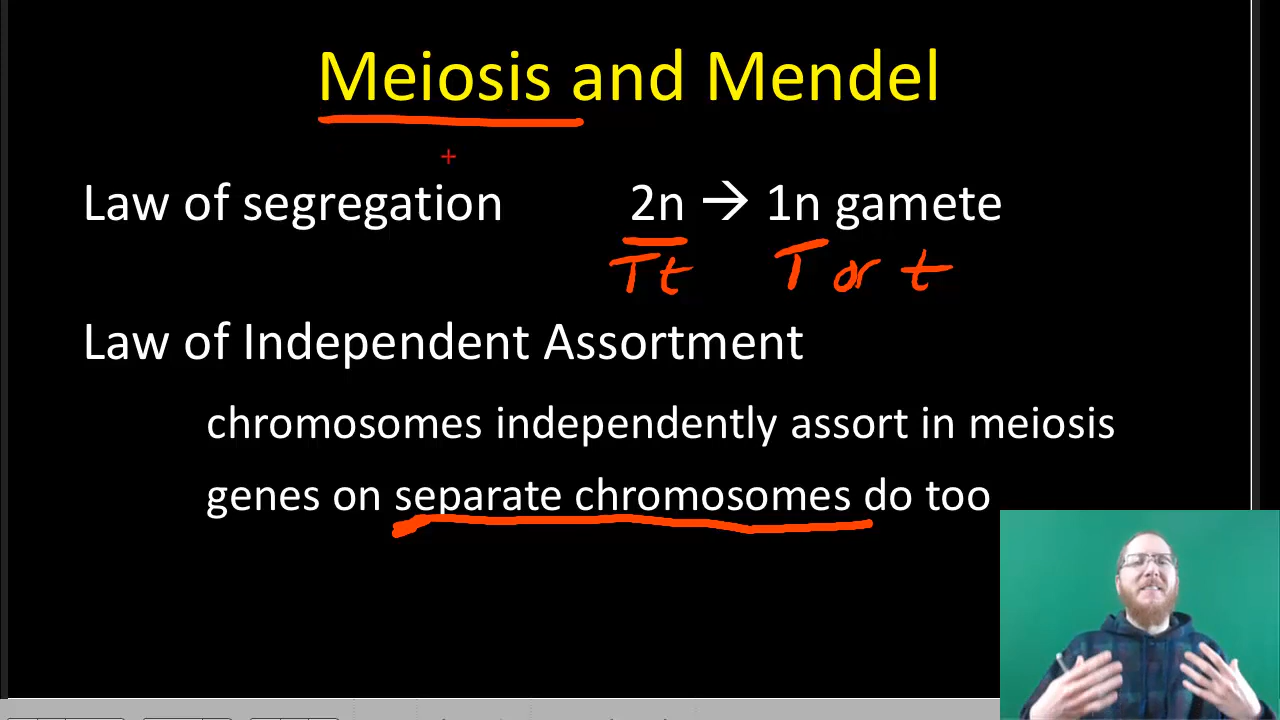 Meiosis and Mendel
Law of segregation 2n → 1n gamete
Tt T or t
Law of Independent Assortment
chromosomes independently assort in meiosis
genes on separate chromosomes do too